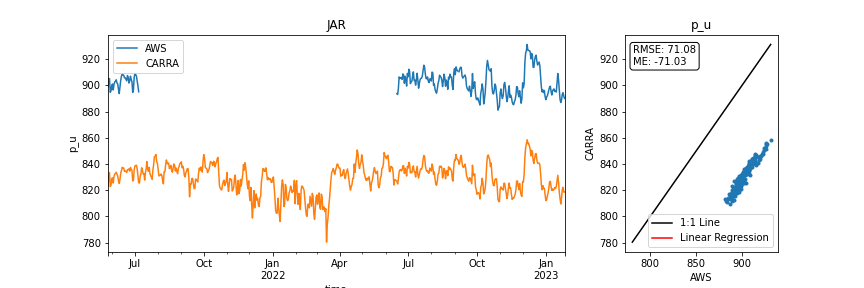 JAR
AWS
CARRA
p_u
920
900
880
860
840
820
800
780
Jul
Oct
Jan
2022
Apr
Jul
Oct
Jan
2023
p_u
RMSE: 71.08
ME: -71.03
CARRA
920
900
880
860
840
820
800
780
1:1 Line
Linear Regression
800
850
900
AWS